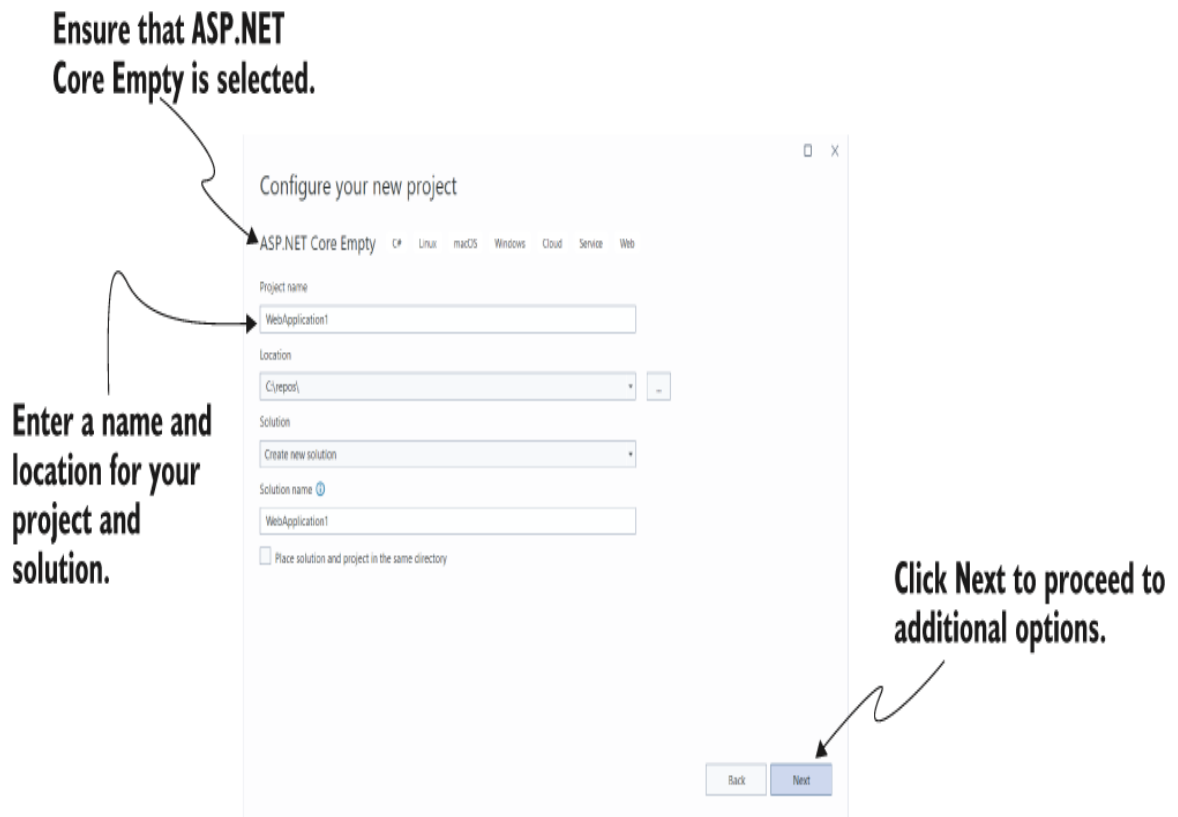 Ensure that ASP.NET
Core Empty is selected.
Configure your new project
ASP.NET Core Empty C# Linux macOS Windows Cloud Service Web
Project name
WebApplication1
Location
C:\repos\
...
Solution
Create new solution
Solution name
WebApplication1
Place solution and project in the same directory
Enter a name and
location for your
project and
solution.
Click Next to proceed to
additional options.
Back Next